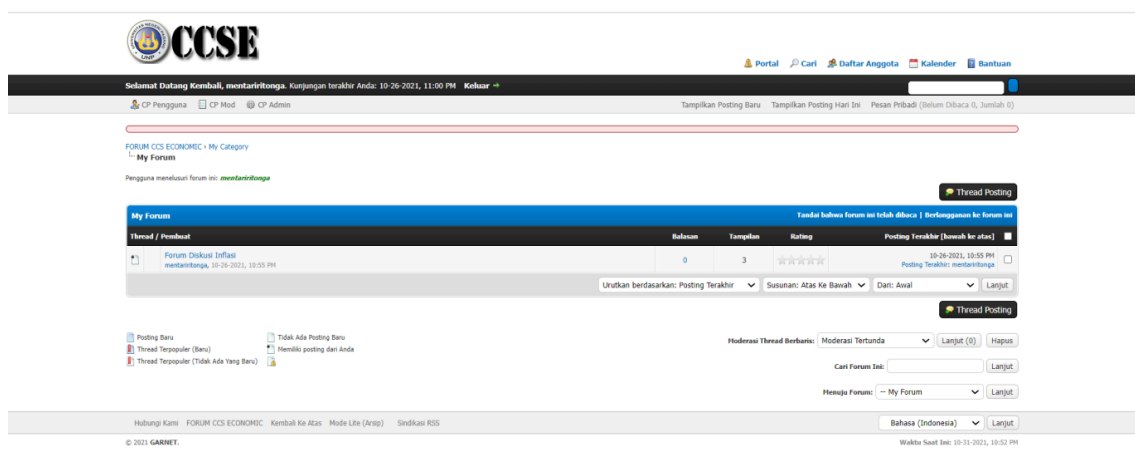 UNP
CCSE
Portal Cari Daftar Anggota Kalender Bantuan
Selamat Datang Kembali, mentariritonga. Kunjungan terakhir Anda: 10-26-2021, 11:00 PM Keluar
CP Pengguna CP Mod CP Admin Tampilkan Posting Baru Tampilkan Posting Hari Ini Pesan Pribadi (Belum Dibaca 0, Jumlah 0)
FORUM CCS ECONOMIC › My Category
My Forum
Pengguna menelusuri forum ini: mentariritonga
Thread Posting
My Forum Tandai bahwa forum ini telah dibaca | Berlangganan ke forum ini
Thread / Pembuat Balasan Tampilan Rating Posting Terakhir [bawah ke atas]
Forum Diskusi Inflasi 0 3 10-26-2021, 10:55 PM
mentariritonga, 10-26-2021, 10:55 PM Posting Terakhir: mentariritonga
Urutkan berdasarkan: Posting Terakhir Susunan: Atas Ke Bawah Dari: Awal Lanjut
Thread Posting
Posting Baru Tidak Ada Posting Baru
Thread Terpopuler (Baru) Memiliki posting dari Anda
Thread Terpopuler (Tidak Ada Yang Baru)
Moderasi Thread Berbaris: Moderasi Tertunda Lanjut (0) Hapus
Cari Forum Ini: Lanjut
Menuju Forum: -- My Forum Lanjut
Hubungi Kami FORUM CCS ECONOMIC Kembali Ke Atas Mode Lite (Arsip) Sindikasi RSS Bahasa (Indonesia) Lanjut
© 2021 GARNET. Waktu Saat Ini: 10-31-2021, 10:52 PM